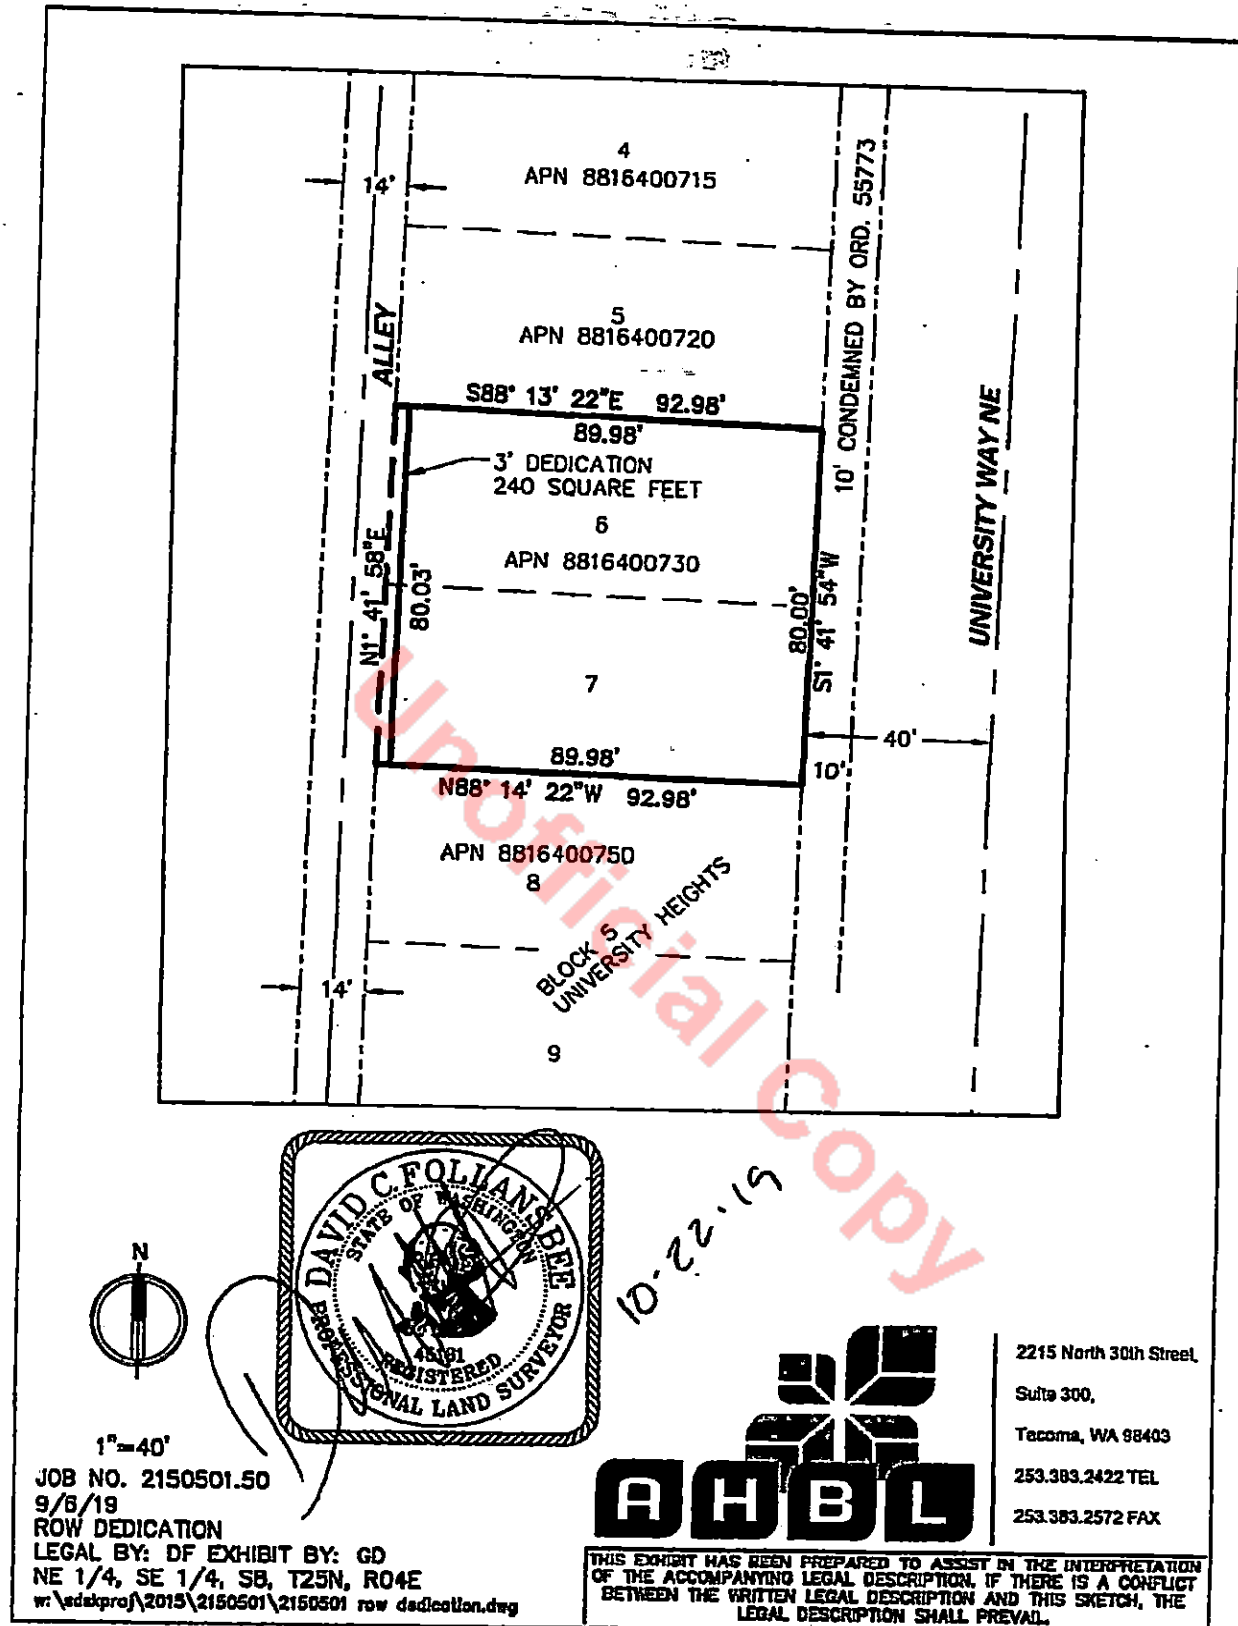 4
APN 8816400715
14'
10' CONDEMNED BY ORD. 55773
5
APN 8816400720
ALLEY
S88° 13' 22"E 92.98'
89.98'
3' DEDICATION
240 SQUARE FEET
6
APN 8816400730
UNIVERSITY WAY NE
N1° 41' 58"E
80.03'
80.00'
S1° 41' 54"W
7
40'
89.98'
10'
N88° 14' 22"W 92.98'
APN 8816400750
8
BLOCK 5
UNIVERSITY HEIGHTS
14'
9
Unofficial Copy
DAVID C. FOLLANSBEE
STATE OF WASHINGTON
45181
REGISTERED
PROFESSIONAL LAND SURVEYOR
10-22-19
N
1"=40'
JOB NO. 2150501.50
9/6/19
ROW DEDICATION
LEGAL BY: DF EXHIBIT BY: GD
NE 1/4, SE 1/4, S8, T25N, R04E
w:\sdskproj\2015\2150501\2150501 row dedication.dwg
AHBL
2215 North 30th Street,
Suite 300,
Tacoma, WA 98403
253.383.2422 TEL
253.383.2572 FAX
THIS EXHIBIT HAS BEEN PREPARED TO ASSIST IN THE INTERPRETATION
OF THE ACCOMPANYING LEGAL DESCRIPTION. IF THERE IS A CONFLICT
BETWEEN THE WRITTEN LEGAL DESCRIPTION AND THIS SKETCH, THE
LEGAL DESCRIPTION SHALL PREVAIL.